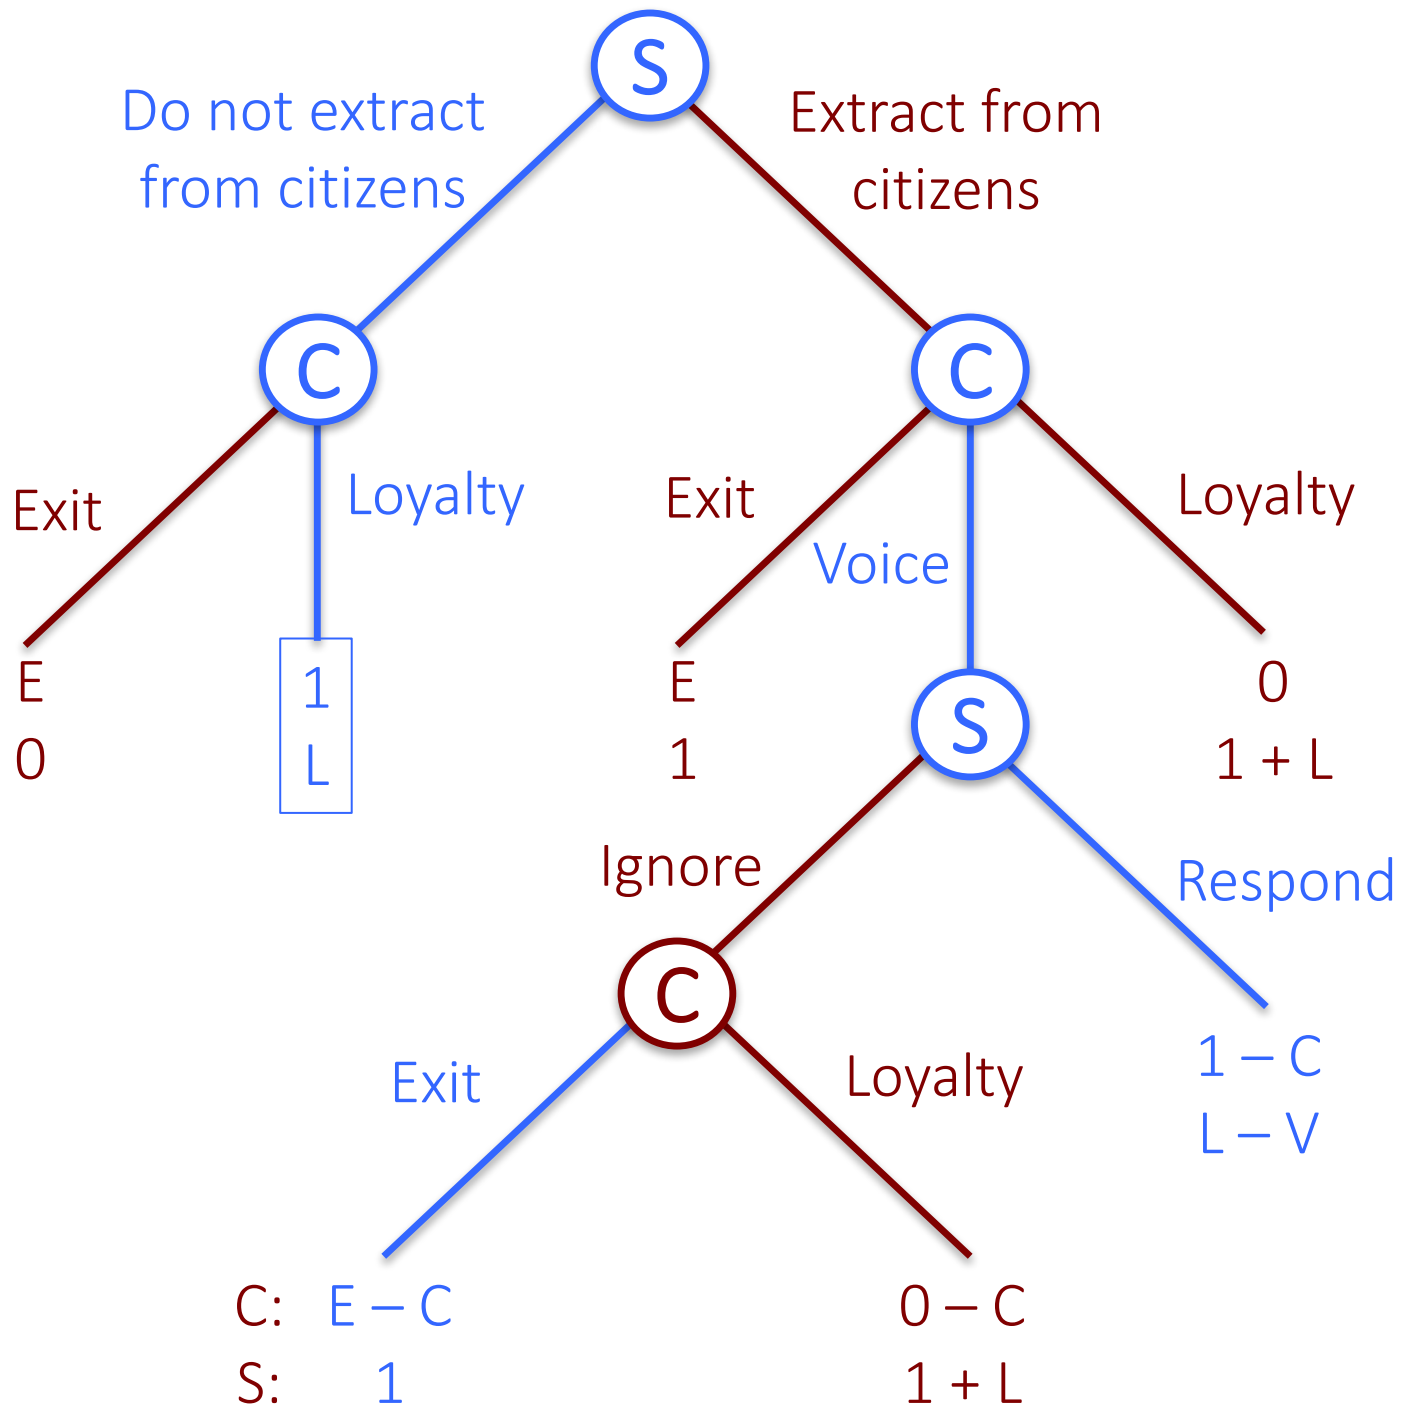 S
Do not extract
from citizens
Extract from
citizens
C
C
Exit
Loyalty
Exit
Voice
Loyalty
E
0
1
L
E
1
S
0
1 + L
Ignore
Respond
C
1 – C
L – V
Exit
Loyalty
C: E – C
S: 1
0 – C
1 + L